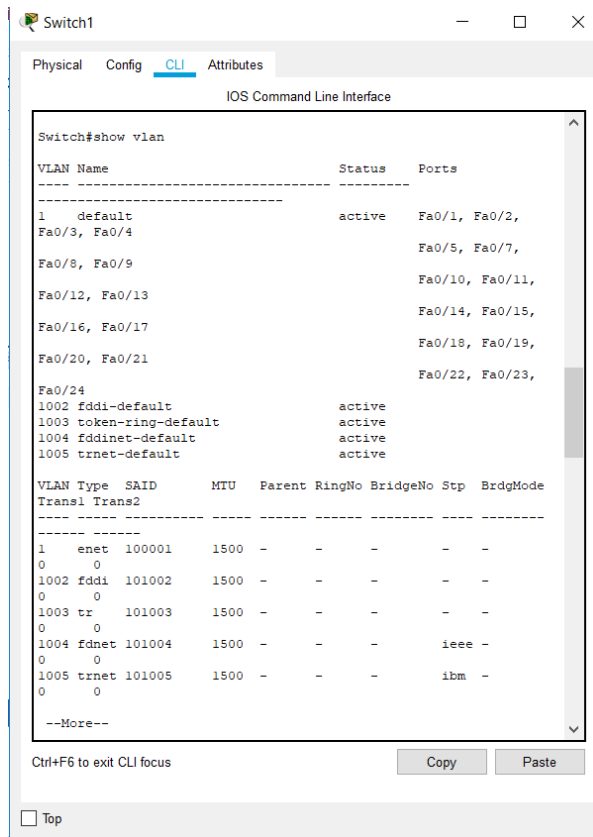 Switch1
Physical Config CLI Attributes
IOS Command Line Interface
Switch#show vlan
VLAN Name Status Ports
---- -------------------------------- ---------
-------------------------------
1 default active Fa0/1, Fa0/2,
Fa0/3, Fa0/4
Fa0/5, Fa0/7,
Fa0/8, Fa0/9
Fa0/10, Fa0/11,
Fa0/12, Fa0/13
Fa0/14, Fa0/15,
Fa0/16, Fa0/17
Fa0/18, Fa0/19,
Fa0/20, Fa0/21
Fa0/22, Fa0/23,
Fa0/24
1002 fddi-default active
1003 token-ring-default active
1004 fddinet-default active
1005 trnet-default active
VLAN Type SAID MTU Parent RingNo BridgeNo Stp BrdgMode
Trans1 Trans2
---- ----- ---------- ----- ------ ------ -------- ---- --------
------ ------
1 enet 100001 1500 - - - - -
0 0
1002 fddi 101002 1500 - - - - -
0 0
1003 tr 101003 1500 - - - - -
0 0
1004 fdnet 101004 1500 - - - ieee -
0 0
1005 trnet 101005 1500 - - - ibm -
0 0
--More--
Ctrl+F6 to exit CLI focus
Copy
Paste
Top